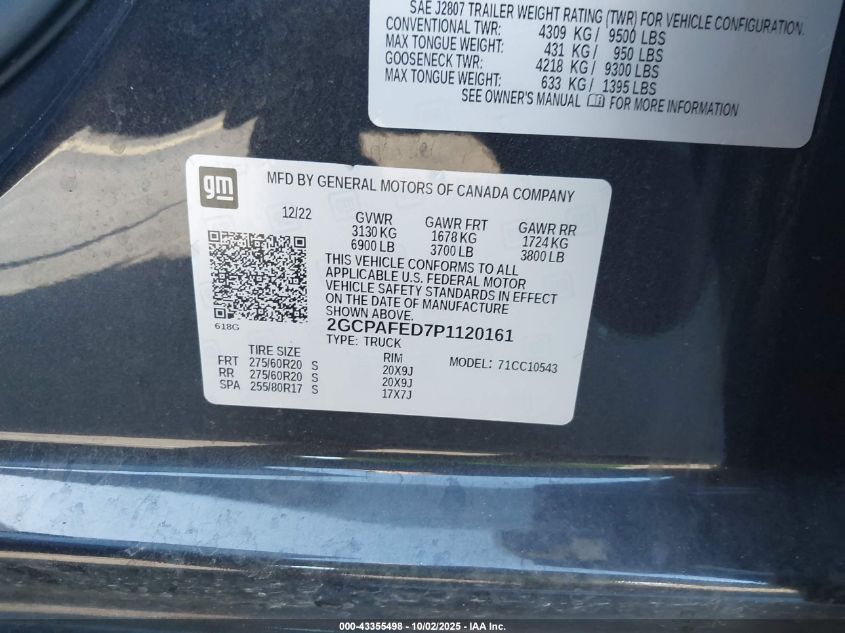 SAE J2807 TRAILER WEIGHT RATING (TWR) FOR VEHICLE CONFIGURATION.
CONVENTIONAL TWR: 4309 KG / 9500 LBS
MAX TONGUE WEIGHT: 431 KG / 950 LBS
GOOSENECK TWR: 4218 KG / 9300 LBS
MAX TONGUE WEIGHT: 633 KG / 1395 LBS
SEE OWNER'S MANUAL FOR MORE INFORMATION
gm
MFD BY GENERAL MOTORS OF CANADA COMPANY
12/22 GVWR GAWR FRT GAWR RR
3130 KG 1678 KG 1724 KG
6900 LB 3700 LB 3800 LB
THIS VEHICLE CONFORMS TO ALL
APPLICABLE U.S. FEDERAL MOTOR
VEHICLE SAFETY STANDARDS IN EFFECT
ON THE DATE OF MANUFACTURE
SHOWN ABOVE.
618G
2GCPAFED7P1120161
TYPE: TRUCK
TIRE SIZE RIM MODEL: 71CC10543
FRT 275/60R20 S 20X9J
RR 275/60R20 S 20X9J
SPA 255/80R17 S 17X7J
000-43355498 - 10/02/2025 - IAA Inc.